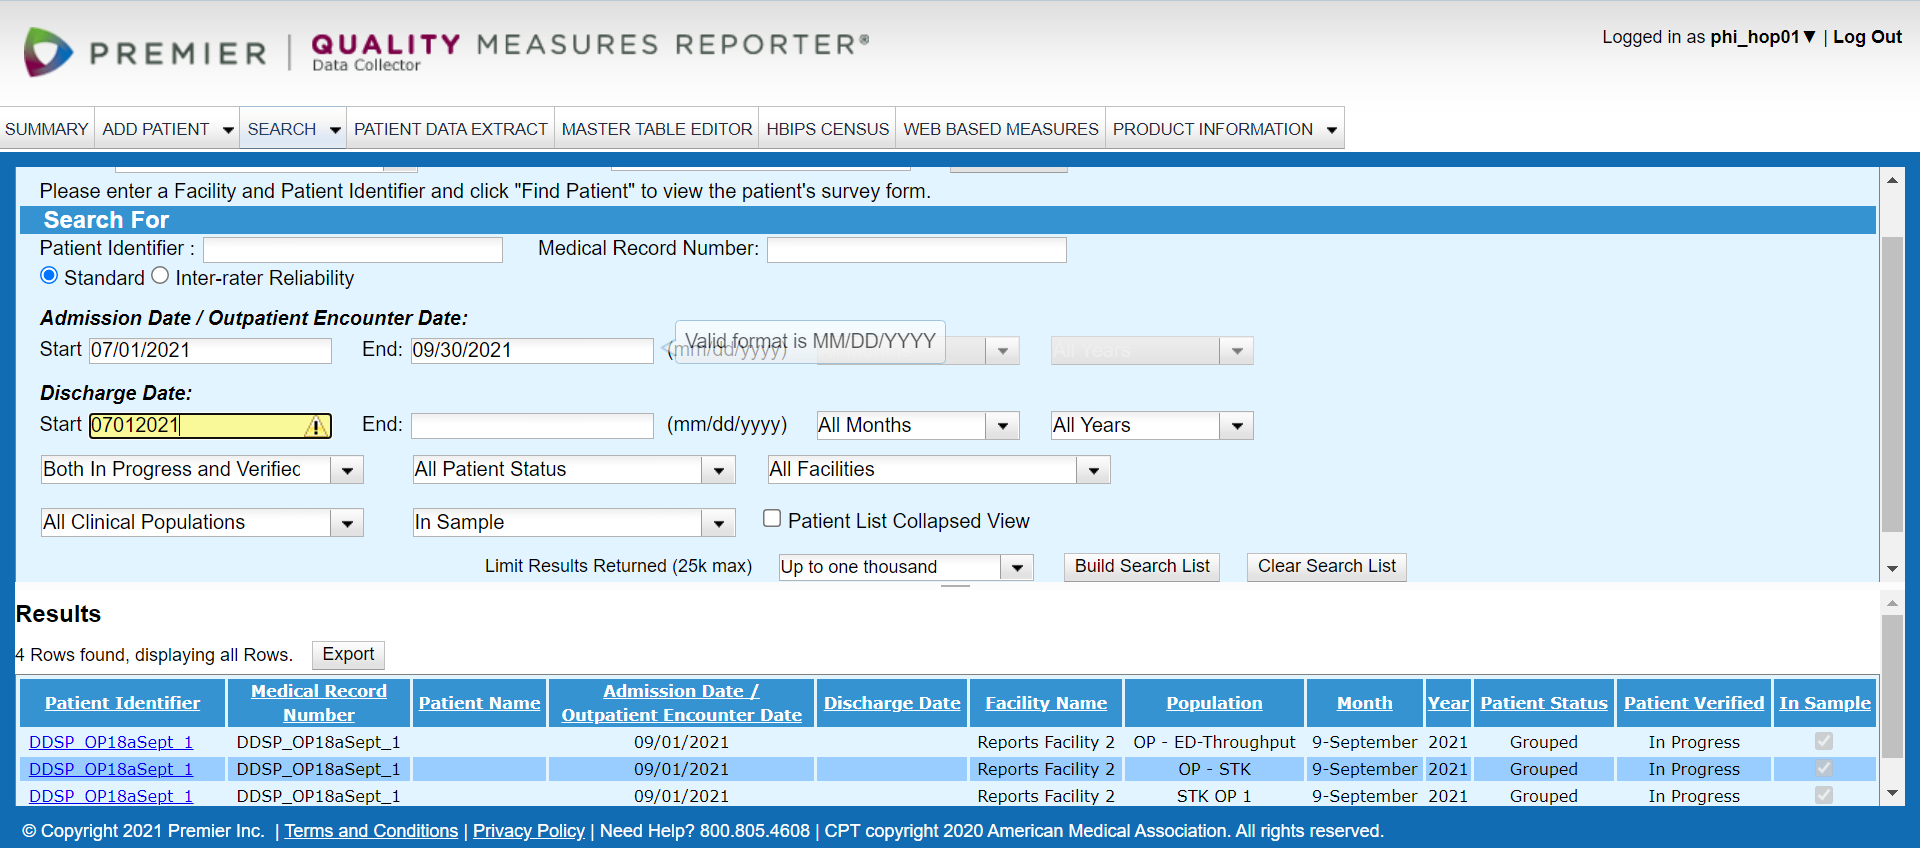 PREMIER | QUALITY MEASURES REPORTER®
Data Collector
Logged in as phi_hop01▼ | Log Out
SUMMARY ADD PATIENT SEARCH PATIENT DATA EXTRACT MASTER TABLE EDITOR HBIPS CENSUS WEB BASED MEASURES PRODUCT INFORMATION
Please enter a Facility and Patient Identifier and click "Find Patient" to view the patient's survey form.
Search For
Patient Identifier : Medical Record Number:
Standard Inter-rater Reliability
Admission Date / Outpatient Encounter Date:
Start 07/01/2021 End: 09/30/2021 (mm/dd/yyyy) Valid format is MM/DD/YYYY All Years
Discharge Date:
Start 07012021 End: (mm/dd/yyyy) All Months All Years
Both In Progress and Verified All Patient Status All Facilities
All Clinical Populations In Sample Patient List Collapsed View
Limit Results Returned (25k max) Up to one thousand Build Search List Clear Search List
Results
4 Rows found, displaying all Rows. Export
Patient Identifier Medical Record Number Patient Name Admission Date / Outpatient Encounter Date Discharge Date Facility Name Population Month Year Patient Status Patient Verified In Sample
DDSP_OP18aSept_1 DDSP_OP18aSept_1 09/01/2021 Reports Facility 2 OP - ED-Throughput 9-September 2021 Grouped In Progress
DDSP_OP18aSept_1 DDSP_OP18aSept_1 09/01/2021 Reports Facility 2 OP - STK 9-September 2021 Grouped In Progress
DDSP_OP18aSept_1 DDSP_OP18aSept_1 09/01/2021 Reports Facility 2 STK OP 1 9-September 2021 Grouped In Progress
© Copyright 2021 Premier Inc. | Terms and Conditions | Privacy Policy | Need Help? 800.805.4608 | CPT copyright 2020 American Medical Association. All rights reserved.